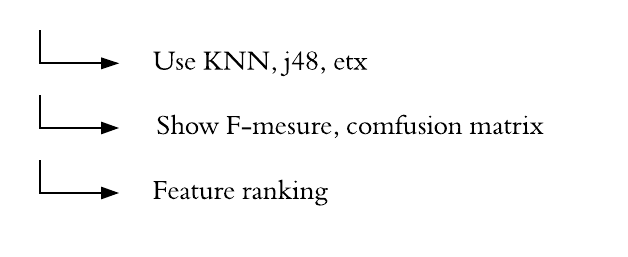 Use KNN, j48, etx
Show F-mesure, comfusion matrix
Feature ranking